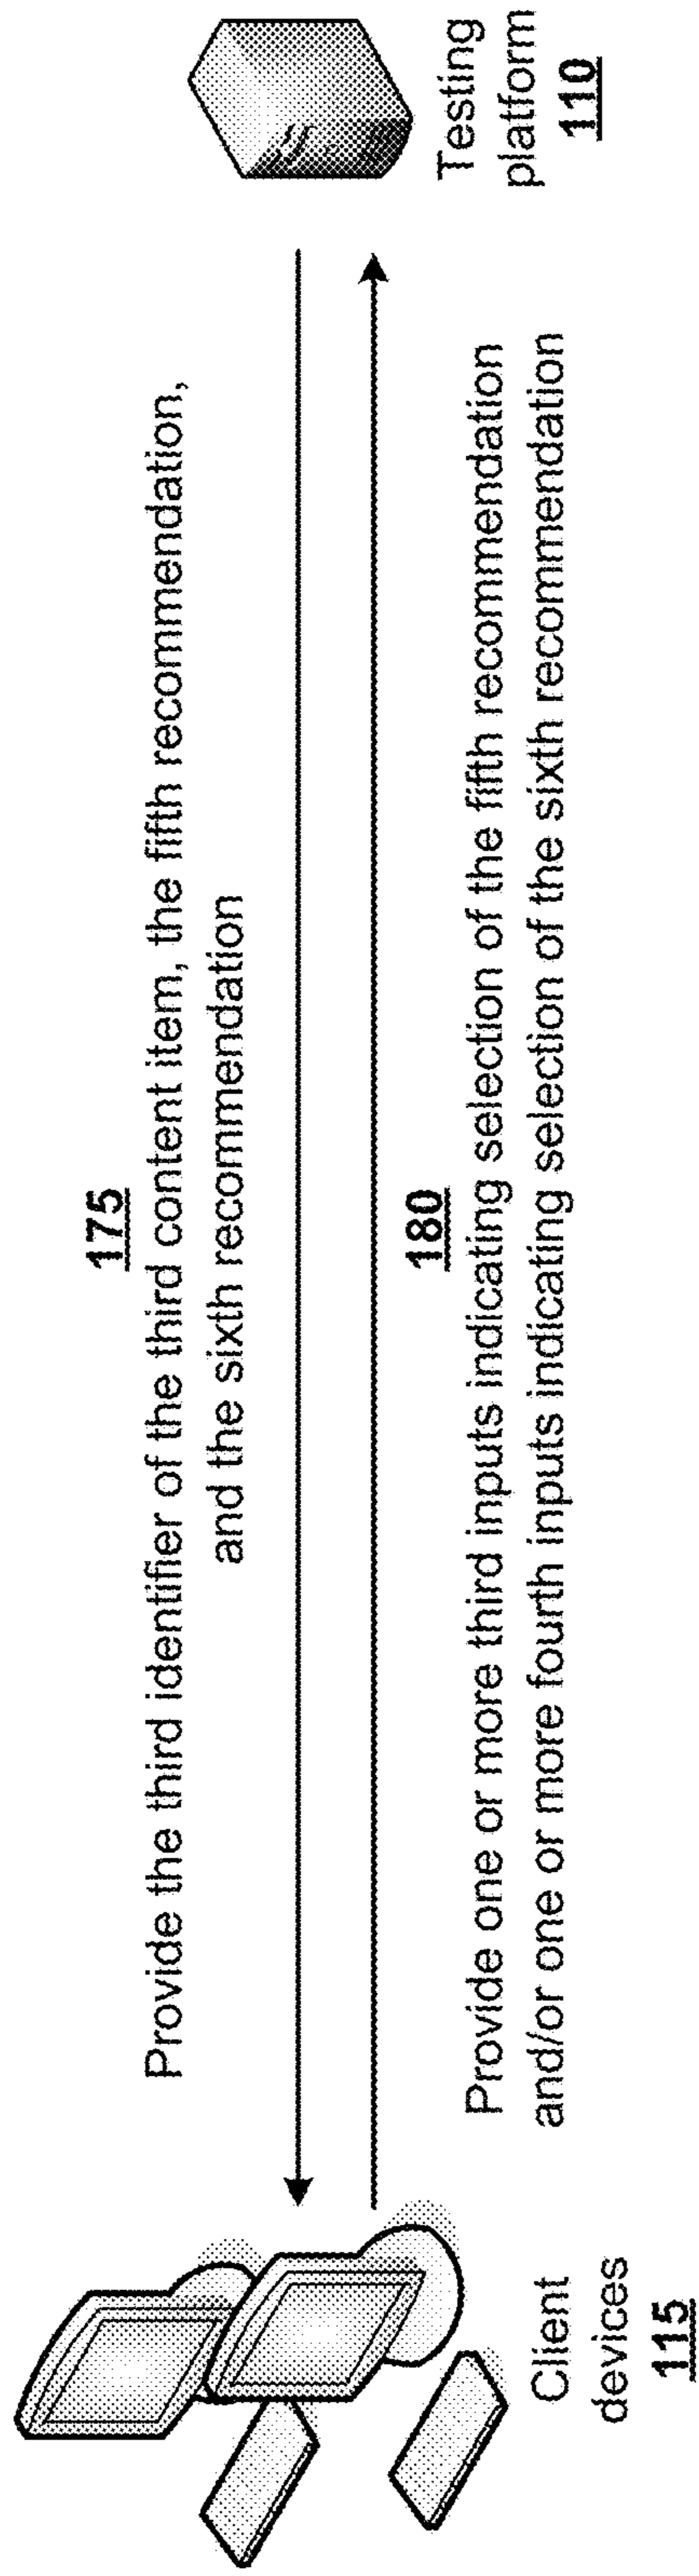 175
Provide the third identifier of the third content item, the fifth recommendation,
and the sixth recommendation
180
Provide one or more third inputs indicating selection of the fifth recommendation
and/or one or more fourth inputs indicating selection of the sixth recommendation
Client
devices
115
Testing
platform
110